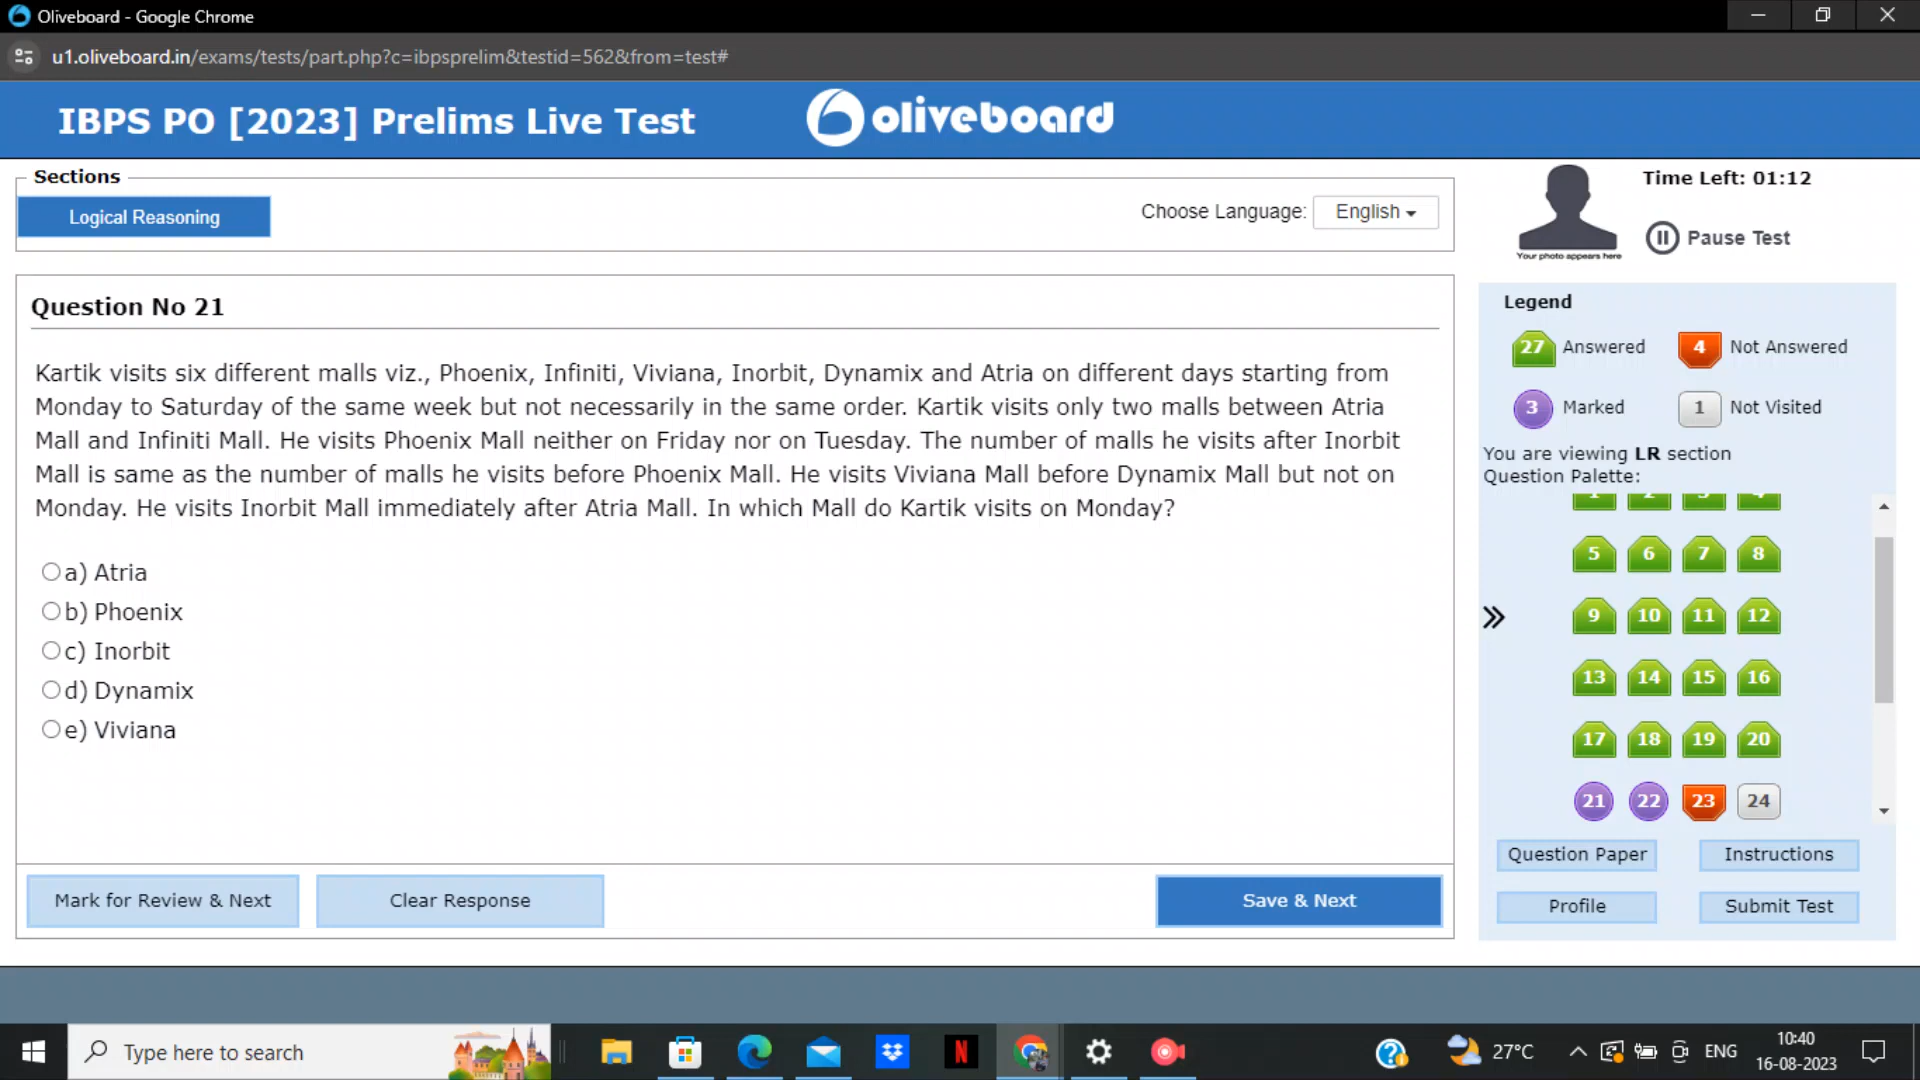 Oliveboard - Google Chrome
u1.oliveboard.in/exams/tests/part.php?c=ibpsprelim&testid=562&from=test#
IBPS PO [2023] Prelims Live Test
oliveboard
Sections
Logical Reasoning
Choose Language:
English
Your photo appears here
Time Left: 01:12
Pause Test
Question No 21
Kartik visits six different malls viz., Phoenix, Infiniti, Viviana, Inorbit, Dynamix and Atria on different days starting from
Monday to Saturday of the same week but not necessarily in the same order. Kartik visits only two malls between Atria
Mall and Infiniti Mall. He visits Phoenix Mall neither on Friday nor on Tuesday. The number of malls he visits after Inorbit
Mall is same as the number of malls he visits before Phoenix Mall. He visits Viviana Mall before Dynamix Mall but not on
Monday. He visits Inorbit Mall immediately after Atria Mall. In which Mall do Kartik visits on Monday?
a) Atria
b) Phoenix
c) Inorbit
d) Dynamix
e) Viviana
Mark for Review & Next
Clear Response
Save & Next
Legend
27 Answered
4 Not Answered
3 Marked
1 Not Visited
You are viewing LR section
Question Palette:
1 2 3 4
5 6 7 8
9 10 11 12
13 14 15 16
17 18 19 20
21 22 23 24
Question Paper
Instructions
Profile
Submit Test
Type here to search
27°C
ENG
10:40
16-08-2023